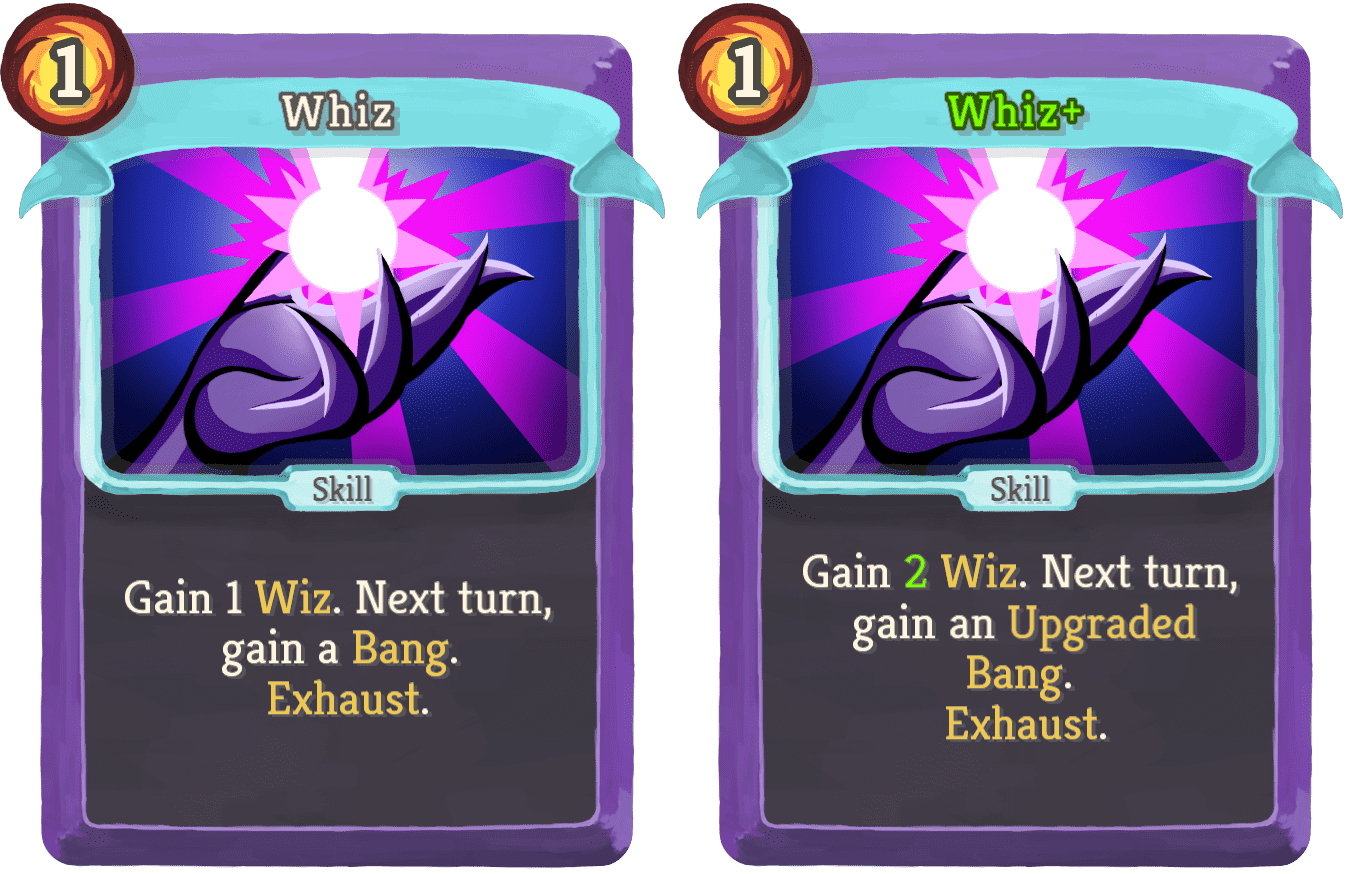 1
Whiz
Skill
Gain 1 Wiz. Next turn,
gain a Bang.
Exhaust.
1
Whiz+
Skill
Gain 2 Wiz. Next turn,
gain an Upgraded
Bang.
Exhaust.